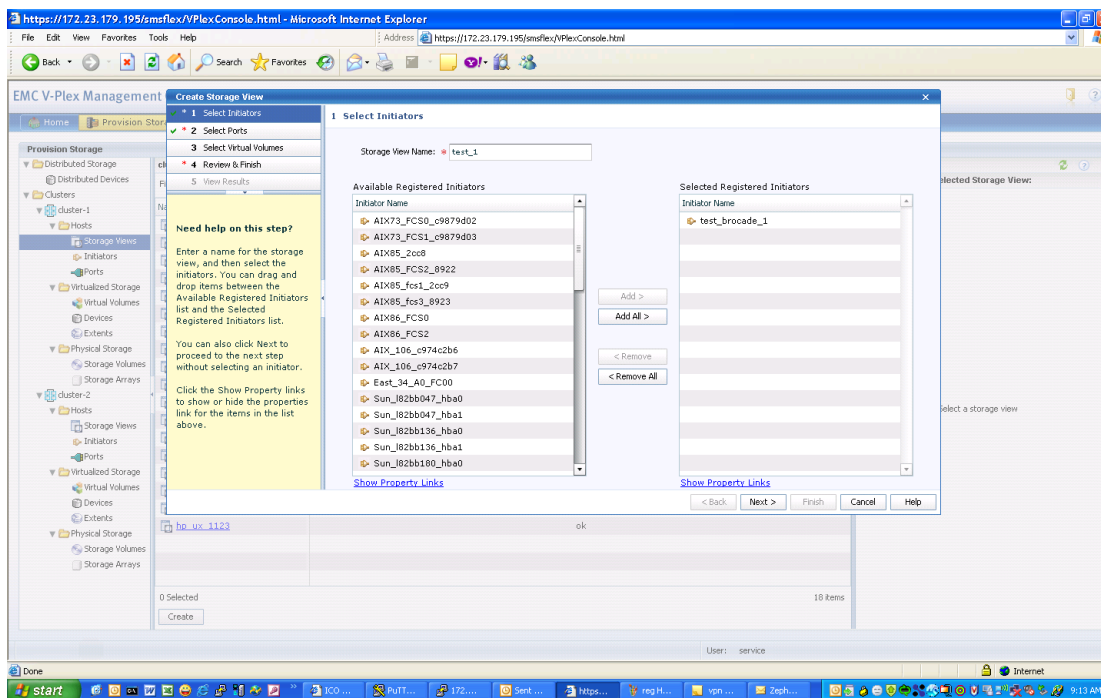 https://172.23.179.195/smsflex/VPlexConsole.html - Microsoft Internet Explorer
File Edit View Favorites Tools Help
Address https://172.23.179.195/smsflex/VPlexConsole.html
Back Search Favorites
EMC V-Plex Management
Home Provision Stor
Create Storage View
* 1 Select Initiators
* 2 Select Ports
3 Select Virtual Volumes
* 4 Review & Finish
5 View Results
Provision Storage
Distributed Storage
Distributed Devices
Clusters
cluster-1
Hosts
Storage Views
Initiators
Ports
Virtualized Storage
Virtual Volumes
Devices
Extents
Physical Storage
Storage Volumes
Storage Arrays
cluster-2
Hosts
Storage Views
Initiators
Ports
Virtualized Storage
Virtual Volumes
Devices
Extents
Physical Storage
Storage Volumes
Storage Arrays
Need help on this step?
Enter a name for the storage
view, and then select the
initiators. You can drag and
drop items between the
Available Registered Initiators
list and the Selected
Registered Initiators list.
You can also click Next to
proceed to the next step
without selecting an initiator.
Click the Show Property links
to show or hide the properties
link for the items in the list
above.
1 Select Initiators
Storage View Name: * test_1
Available Registered Initiators
Initiator Name
AIX73_FCS0_c9879d02
AIX73_FCS1_c9879d03
AIX85_2cc8
AIX85_FCS2_8922
AIX85_fcs1_2cc9
AIX85_fcs3_8923
AIX86_FCS0
AIX86_FCS2
AIX_106_c974c2b6
AIX_106_c974c2b7
East_34_A0_FC00
Sun_l82bb047_hba0
Sun_l82bb047_hba1
Sun_l82bb136_hba0
Sun_l82bb136_hba1
Sun_l82bb180_hba0
Show Property Links
Add >
Add All >
< Remove
< Remove All
Selected Registered Initiators
Initiator Name
test_brocade_1
Show Property Links
< Back Next > Finish Cancel Help
elected Storage View:
Select a storage view
hp_ux_1123 ok
0 Selected 18 items
Create
User: service
Done Internet
start ICO ... PuTT... 172.... Sent ... https... reg H... vpn ... Zeph... 9:13 AM